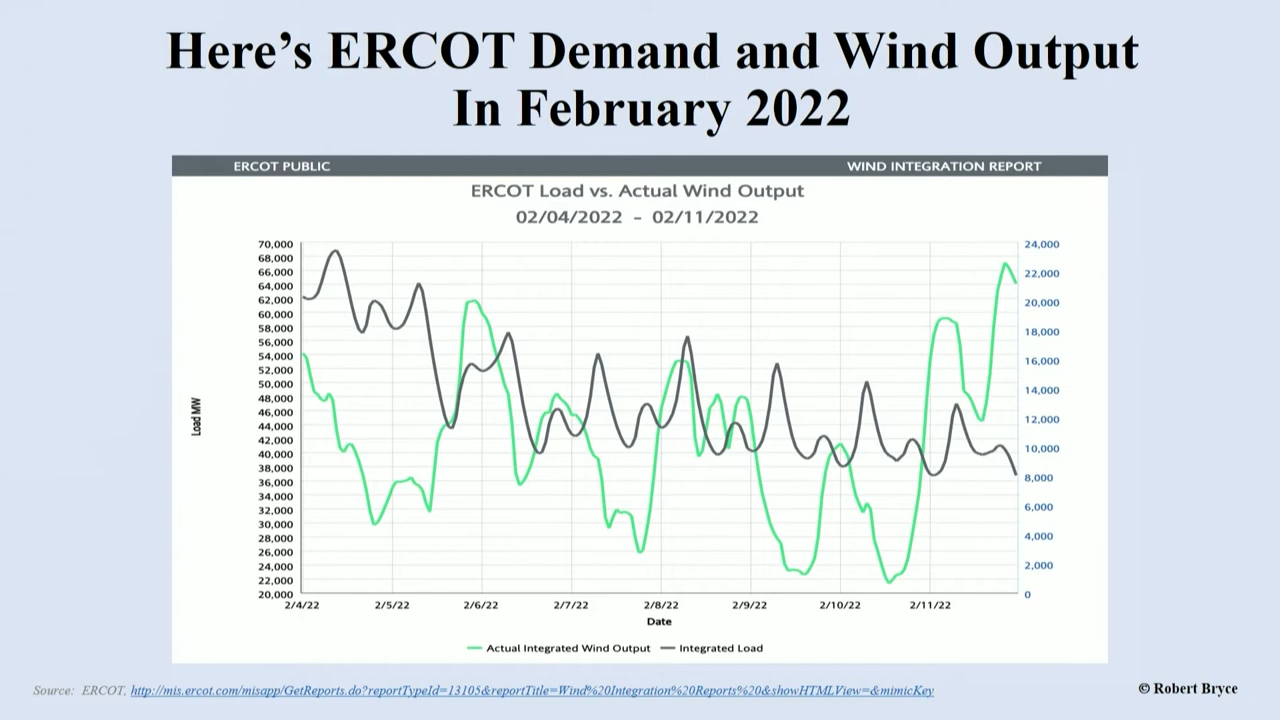 Here's ERCOT Demand and Wind Output
In February 2022
ERCOT PUBLIC WIND INTEGRATION REPORT
ERCOT Load vs. Actual Wind Output
02/04/2022 - 02/11/2022
70,000 24,000
68,000
66,000 22,000
64,000
62,000 20,000
60,000
58,000 18,000
56,000
54,000 16,000
52,000
50,000 14,000
48,000
46,000 12,000
44,000
42,000 10,000
40,000
38,000 8,000
36,000
34,000 6,000
32,000
30,000
28,000 4,000
26,000
24,000 2,000
22,000
20,000 0
Load MW
2/4/22 2/5/22 2/6/22 2/7/22 2/8/22 2/9/22 2/10/22 2/11/22
Date
Actual Integrated Wind Output Integrated Load
Source: ERCOT, http://mis.ercot.com/misapp/GetReports.do?reportTypeId=13105&reportTitle=Wind%20Integration%20Reports%20&showHTMLView=&mimicKey
© Robert Bryce